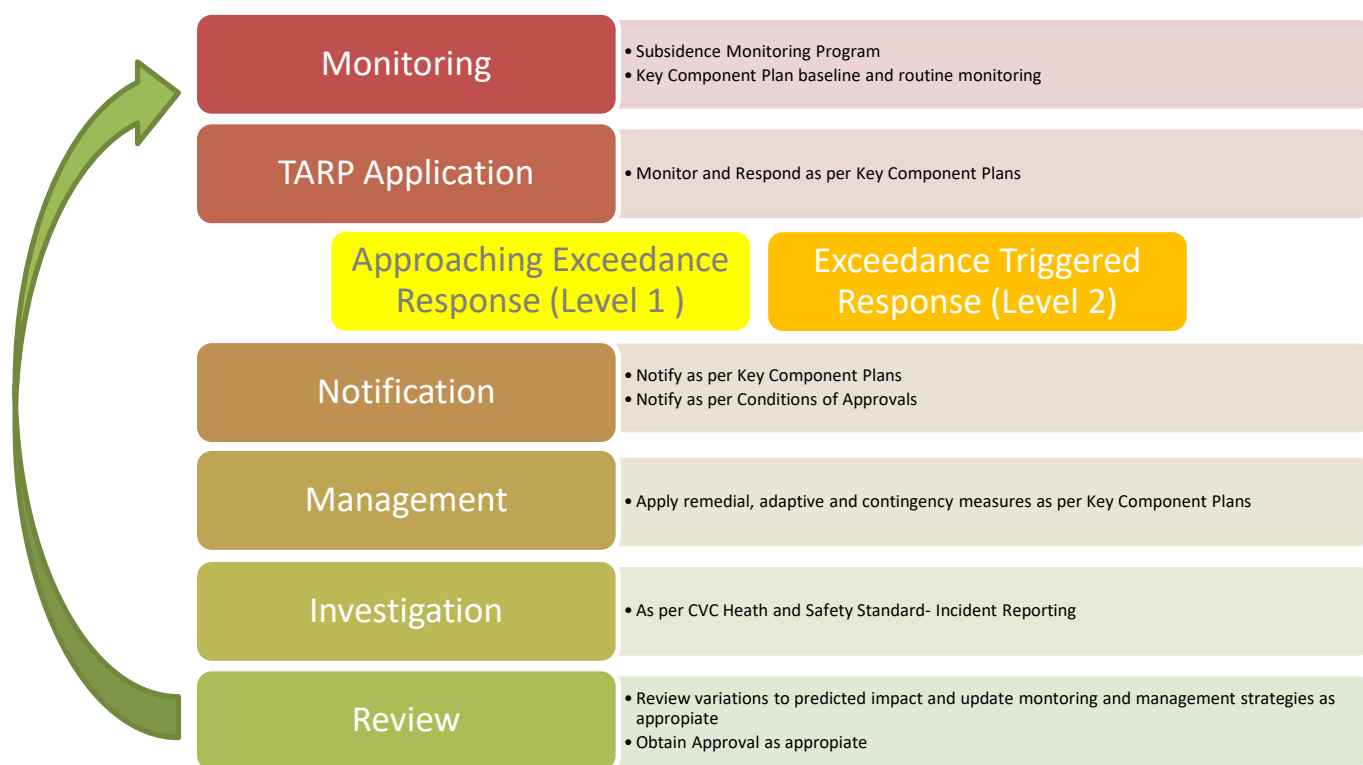 Monitoring
• Subsidence Monitoring Program
• Key Component Plan baseline and routine monitoring
TARP Application
• Monitor and Respond as per Key Component Plans
Approaching Exceedance
Response (Level 1 )
Exceedance Triggered
Response (Level 2)
Notification
• Notify as per Key Component Plans
• Notify as per Conditions of Approvals
Management
• Apply remedial, adaptive and contingency measures as per Key Component Plans
Investigation
• As per CVC Heath and Safety Standard- Incident Reporting
Review
• Review variations to predicted impact and update montoring and management strategies as
appropiate
• Obtain Approval as appropiate